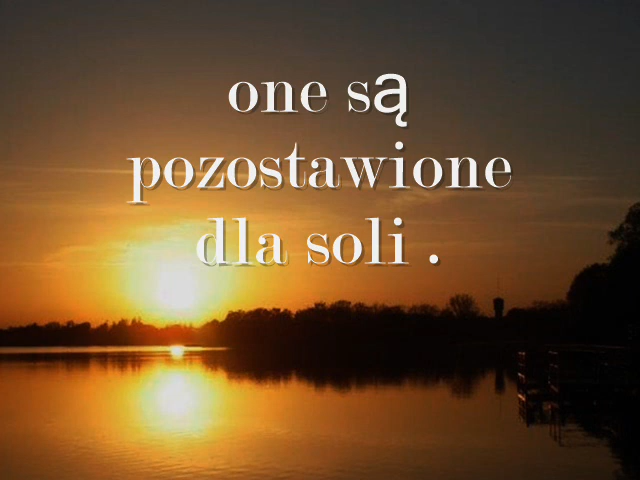 one są
pozostawione
dla soli .